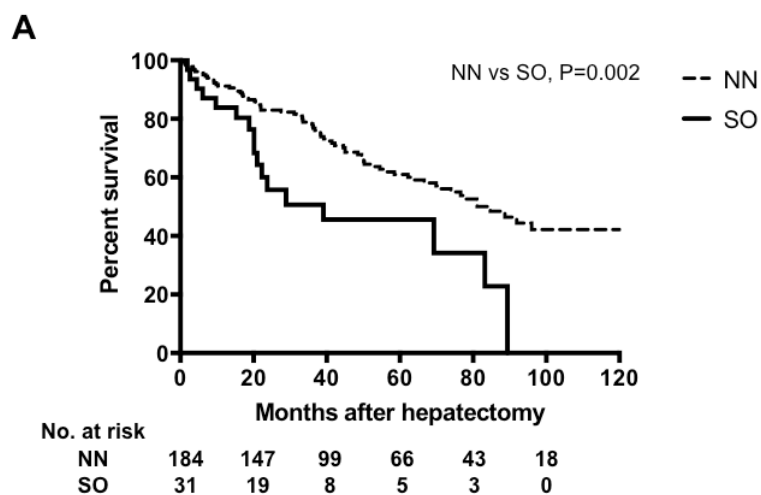 A
NN vs SO, P=0.002
NN
SO
Percent survival
100
80
60
40
20
0
0 20 40 60 80 100 120
Months after hepatectomy
No. at risk
NN 184 147 99 66 43 18
SO 31 19 8 5 3 0